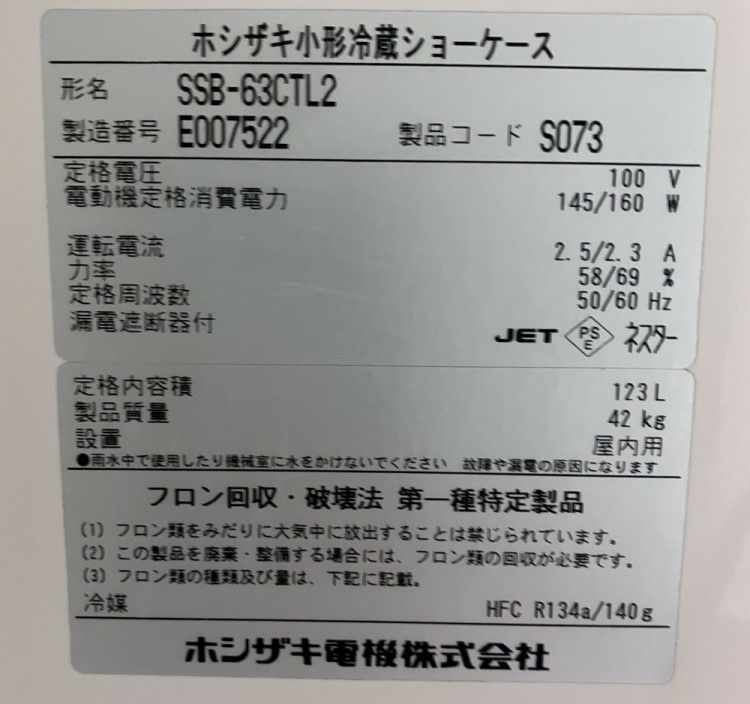 ホシザキ小形冷蔵ショーケース
形名 SSB-63CTL2
製造番号 E007522 製品コード S073
定格電圧 100 V
電動機定格消費電力 145/160 W
運転電流 2.5/2.3 A
力率 58/69 %
定格周波数 50/60 Hz
漏電遮断器付 JET PS E ネスター
定格内容積 123 L
製品質量 42 kg
設置 屋内用
●雨水中で使用したり機械室に水をかけないでください 故障や漏電の原因になります
フロン回収・破壊法 第一種特定製品
(1) フロン類をみだりに大気中に放出することは禁じられています。
(2) この製品を廃棄・整備する場合には、フロン類の回収が必要です。
(3) フロン類の種類及び量は、下記に記載。
冷媒 HFC R134a/140g
ホシザキ電機株式会社